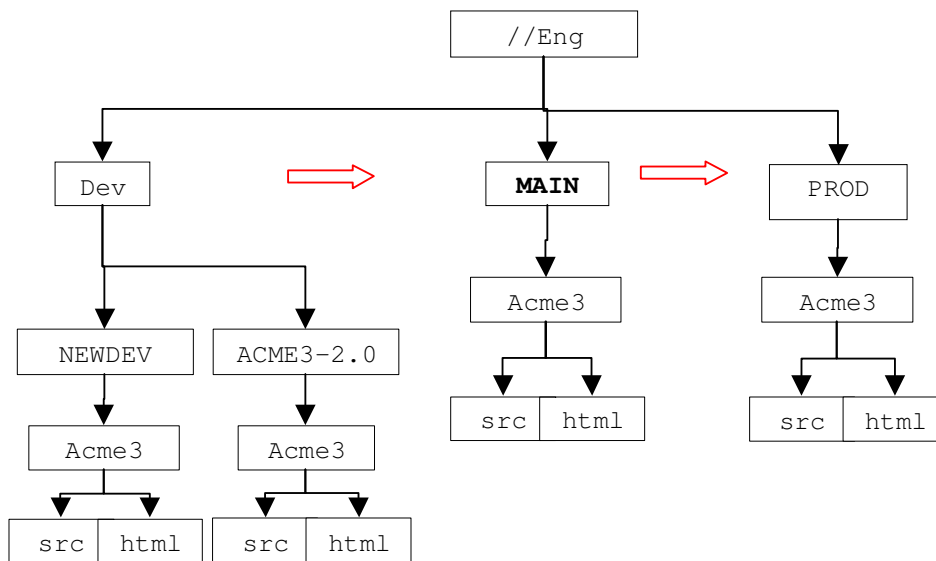 //Eng
Dev
MAIN
PROD
Acme3
Acme3
NEWDEV
ACME3-2.0
src
html
src
html
Acme3
Acme3
src
html
src
html